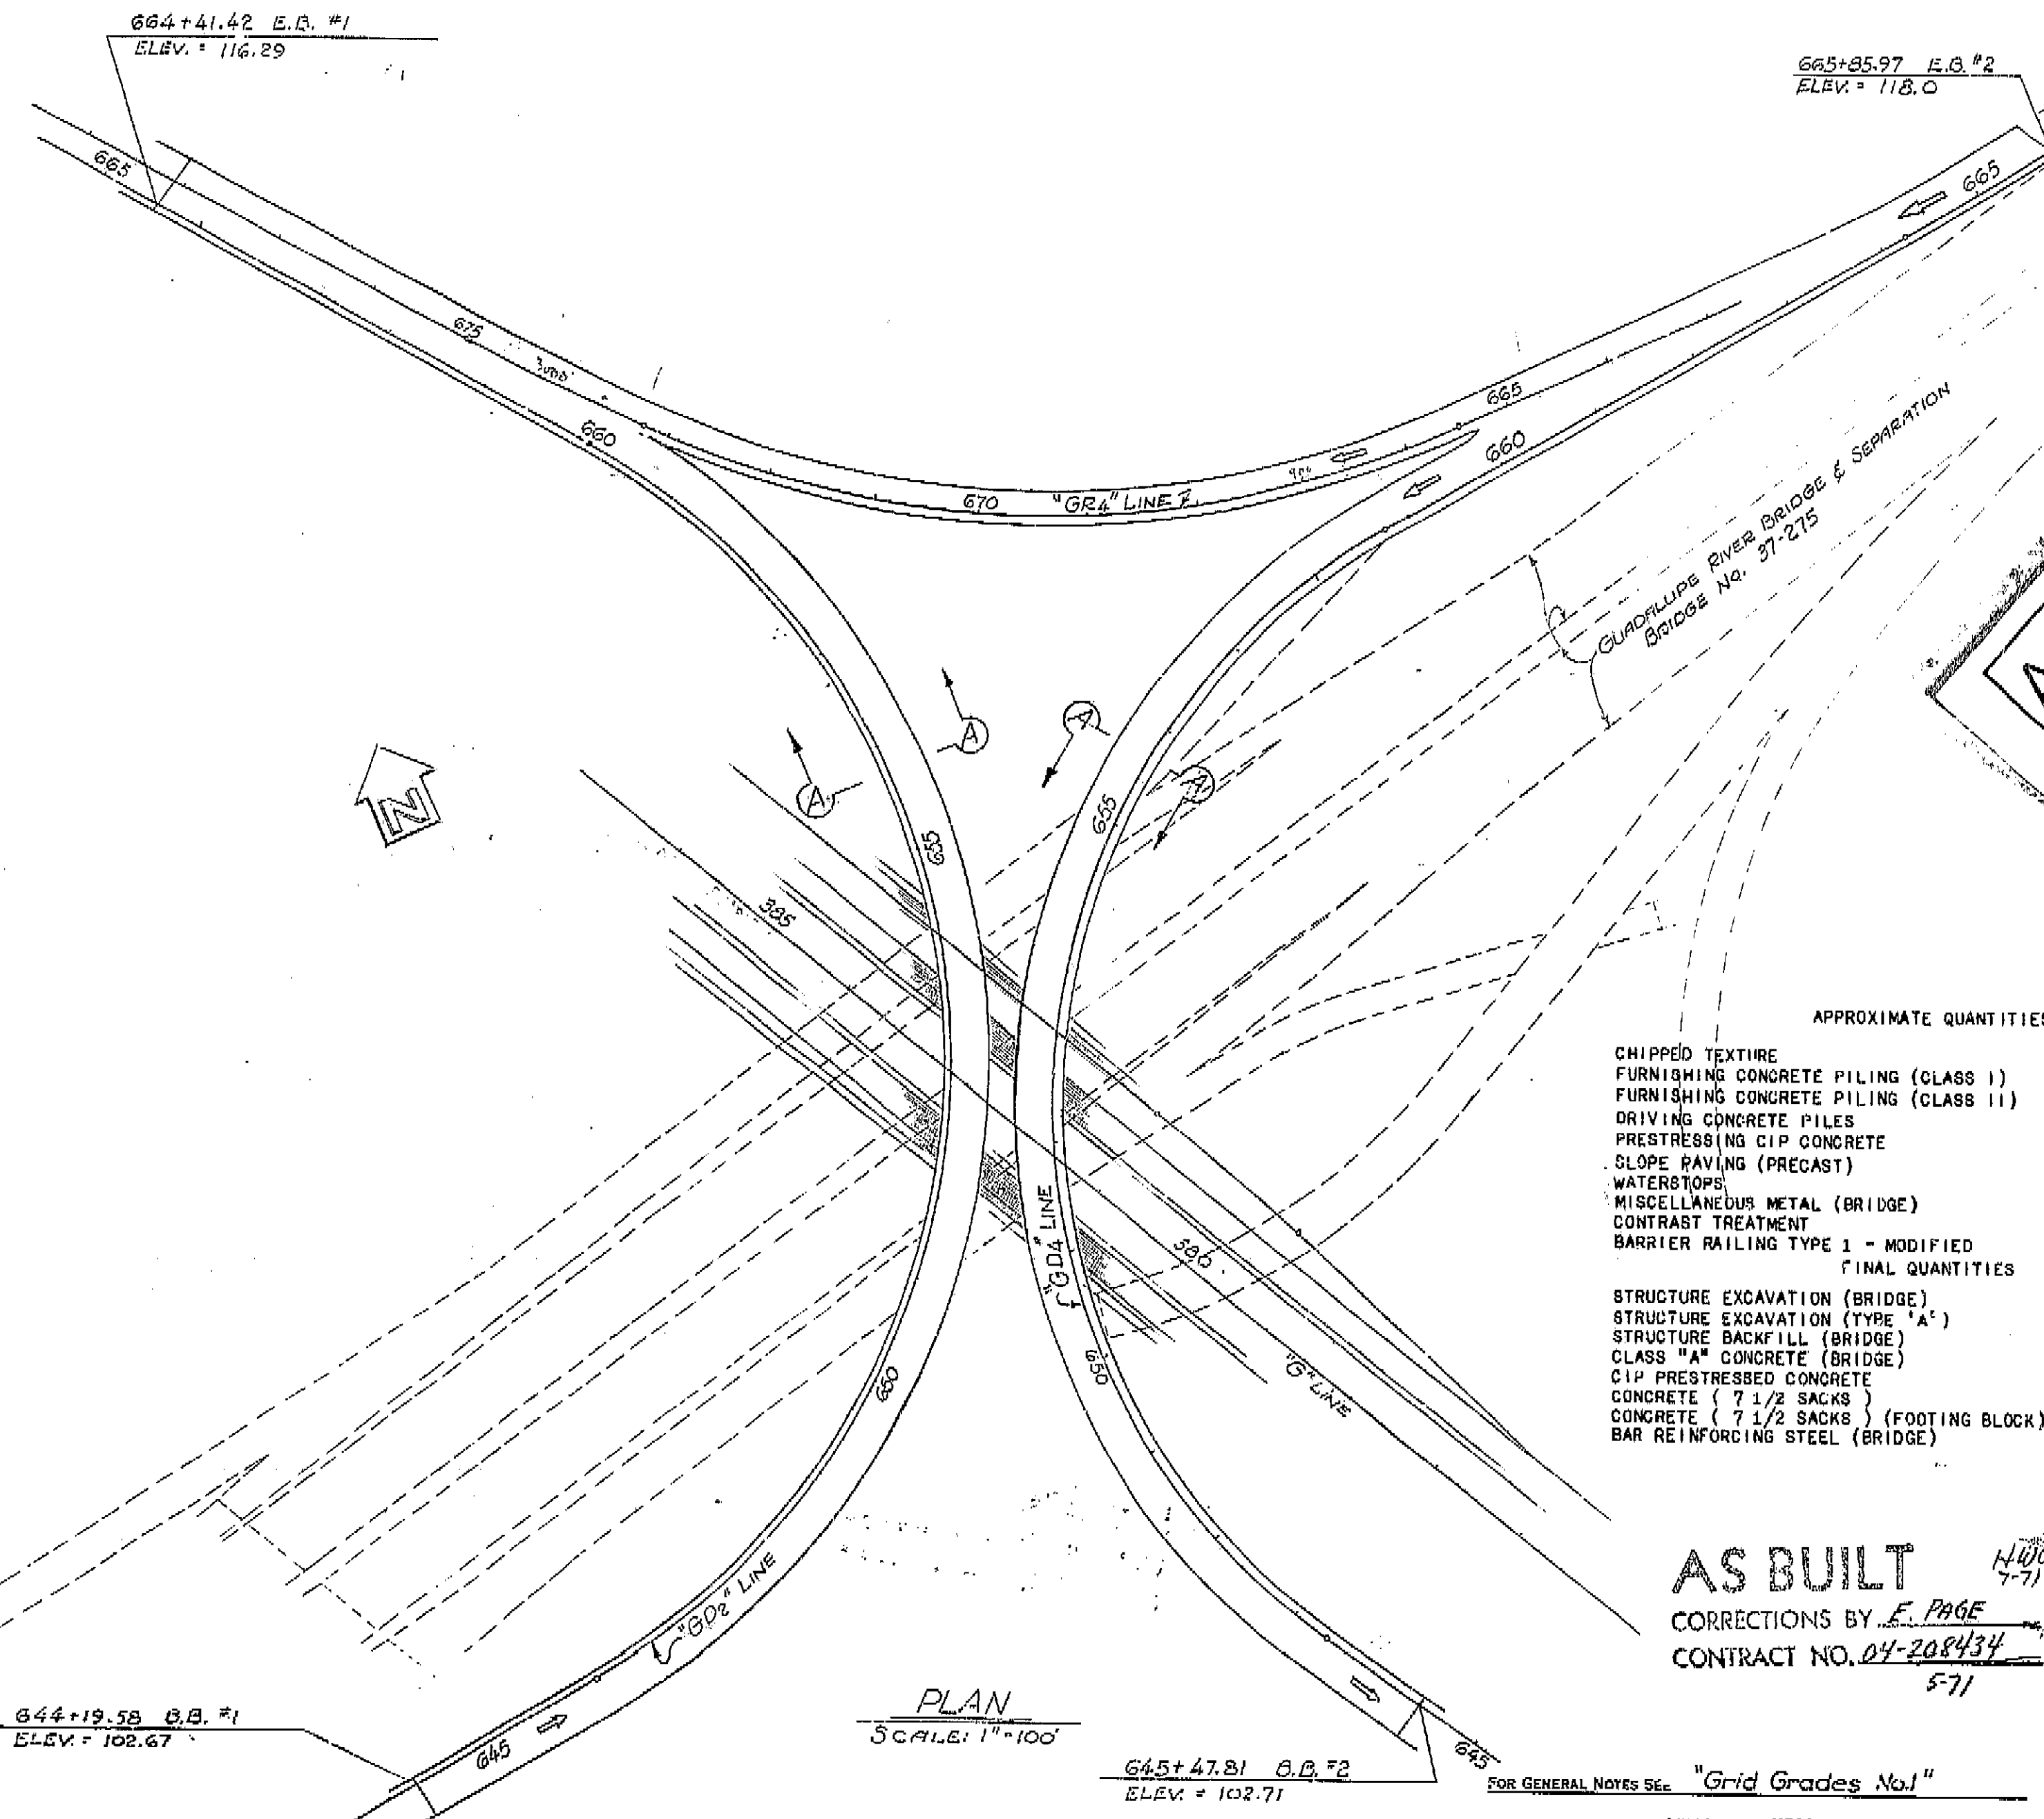 664+41.42 E.B. #1
ELEV. = 116.29
665+85.97 E.B. #2
ELEV. = 118.0
665
665
675
3000'
660
665
660
670 "GR4" LINE
GUADALUPE RIVER BRIDGE & SEPARATION
BRIDGE NO. 37-275
A
A
A
A
N
655
655
385
386
"GD4" LINE
"G" LINE
650
650
"GD2" LINE
APPROXIMATE QUANTITIES
CHIPPED TEXTURE
FURNISHING CONCRETE PILING (CLASS I)
FURNISHING CONCRETE PILING (CLASS II)
DRIVING CONCRETE PILES
PRESTRESSING CIP CONCRETE
SLOPE PAVING (PRECAST)
WATERSTOPS
MISCELLANEOUS METAL (BRIDGE)
CONTRAST TREATMENT
BARRIER RAILING TYPE 1 - MODIFIED
FINAL QUANTITIES
STRUCTURE EXCAVATION (BRIDGE)
STRUCTURE EXCAVATION (TYPE 'A')
STRUCTURE BACKFILL (BRIDGE)
CLASS "A" CONCRETE (BRIDGE)
CIP PRESTRESSED CONCRETE
CONCRETE ( 7 1/2 SACKS )
CONCRETE ( 7 1/2 SACKS ) (FOOTING BLOCK)
BAR REINFORCING STEEL (BRIDGE)
AS BUILT
7-71
CORRECTIONS BY E. PAGE
CONTRACT NO. 04-208434
5-71
644+19.58 B.B. #1
ELEV. = 102.67
645
PLAN
SCALE: 1"=100'
645+47.81 B.B. #2
ELEV. = 102.71
645
FOR GENERAL NOTES SEE "Grid Grades No.1"